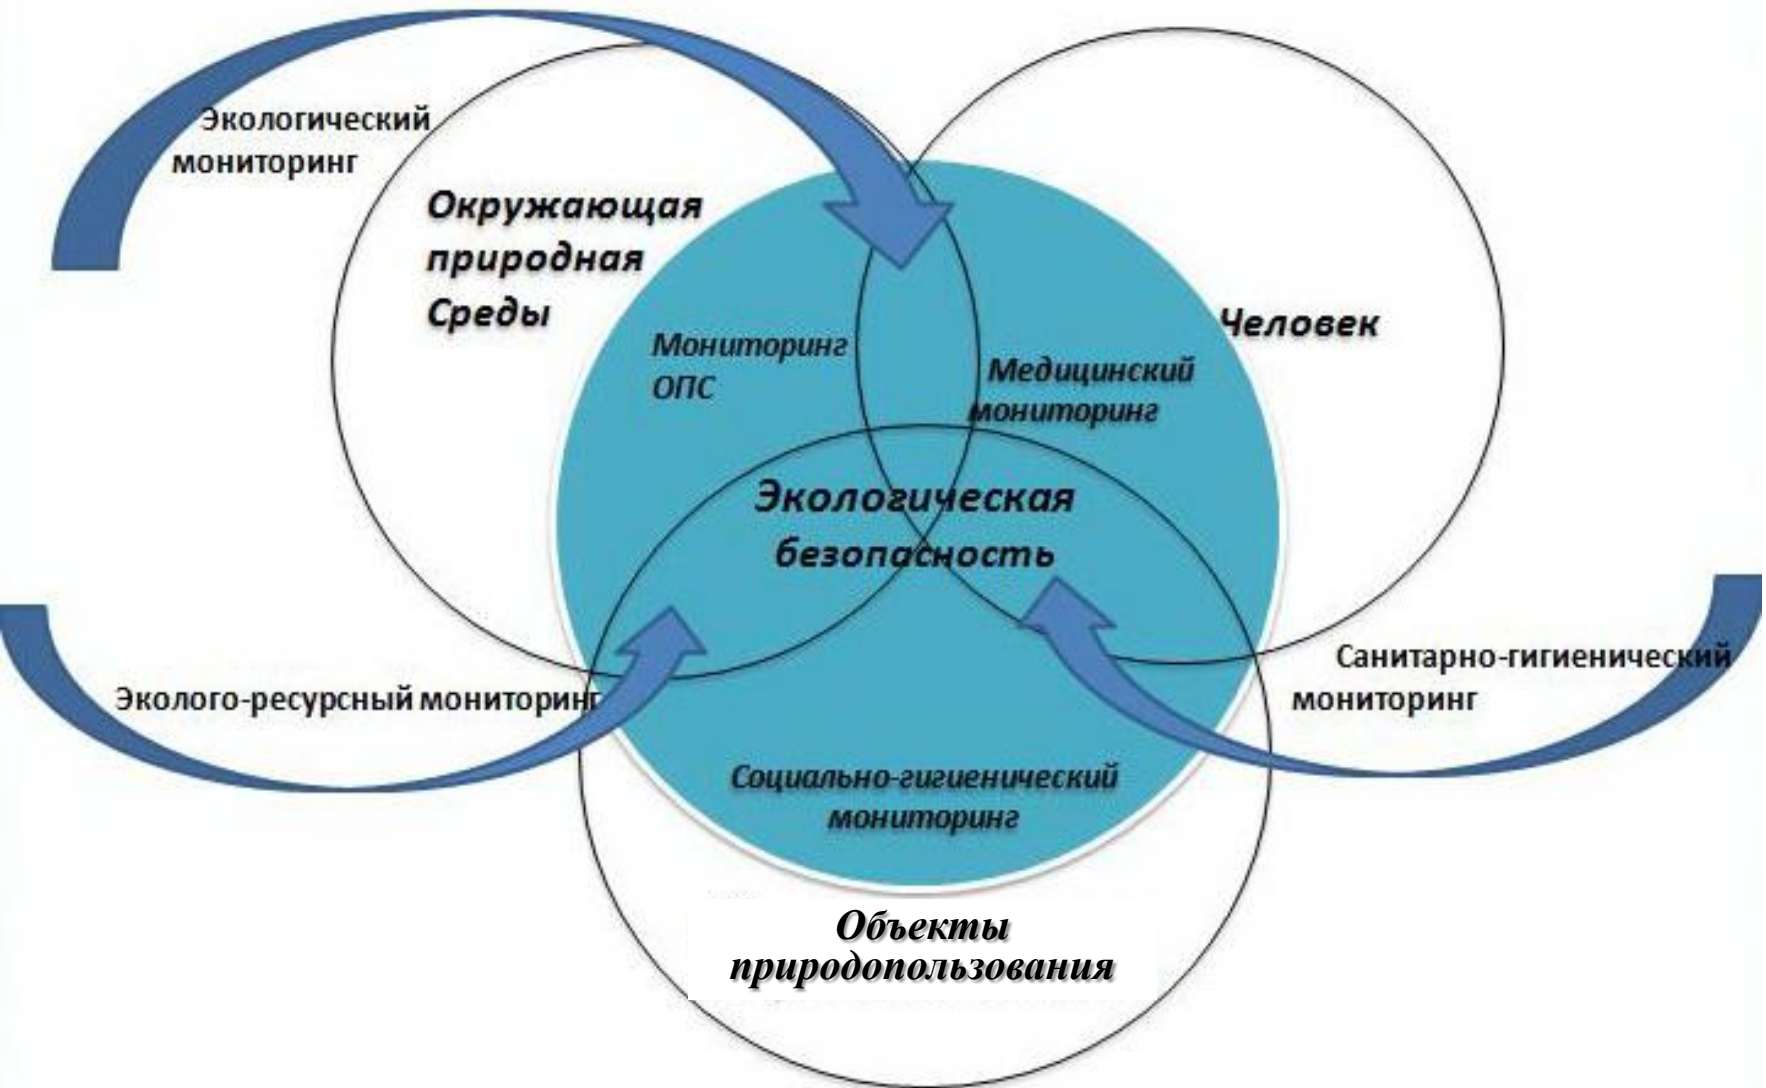 Экологический
мониторинг
Окружающая
природная
Среды
Человек
Мониторинг
ОПС
Медицинский
мониторинг
Экологическая
безопасность
Санитарно-гигиенический
мониторинг
Эколого-ресурсный мониторинг
Социально-гигиенический
мониторинг
Объекты
природопользования